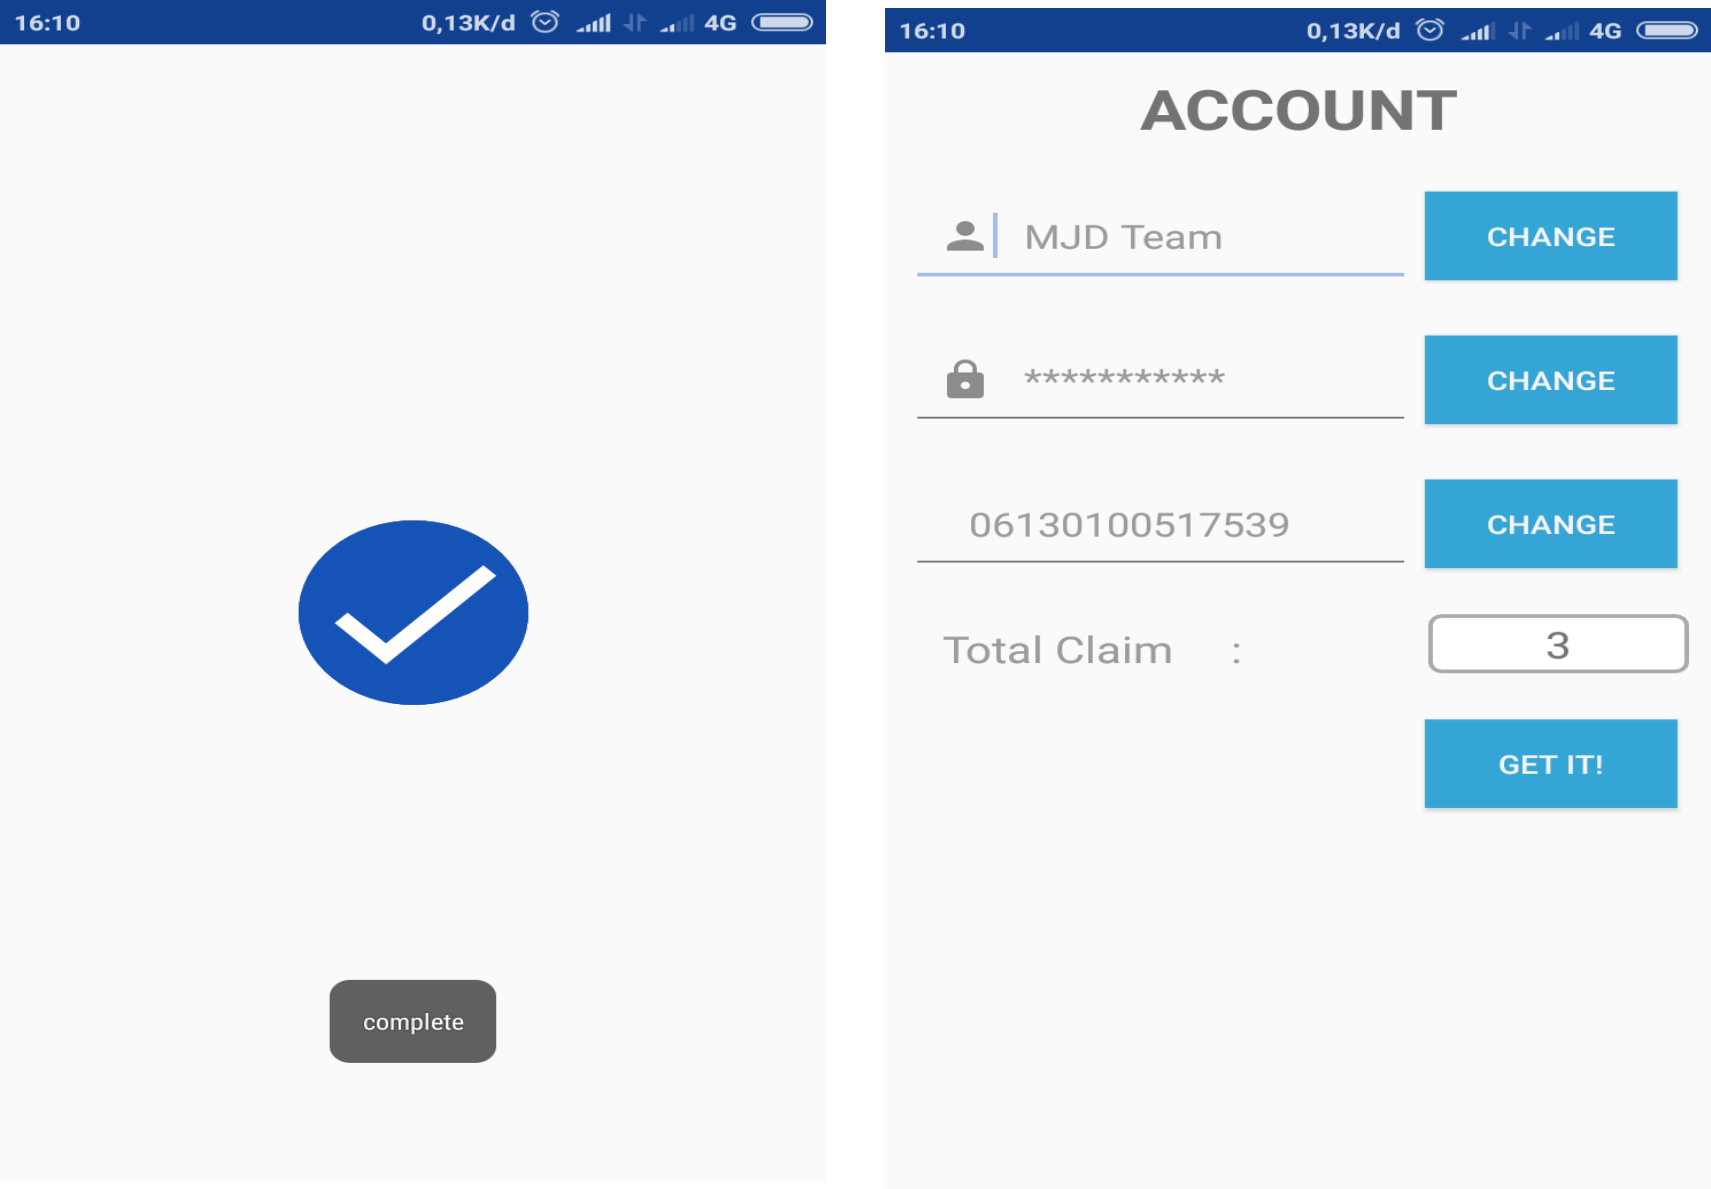 16:10 0,13K/d 4G
complete
16:10 0,13K/d 4G
ACCOUNT
MJD Team CHANGE
*********** CHANGE
06130100517539 CHANGE
Total Claim : 3
GET IT!